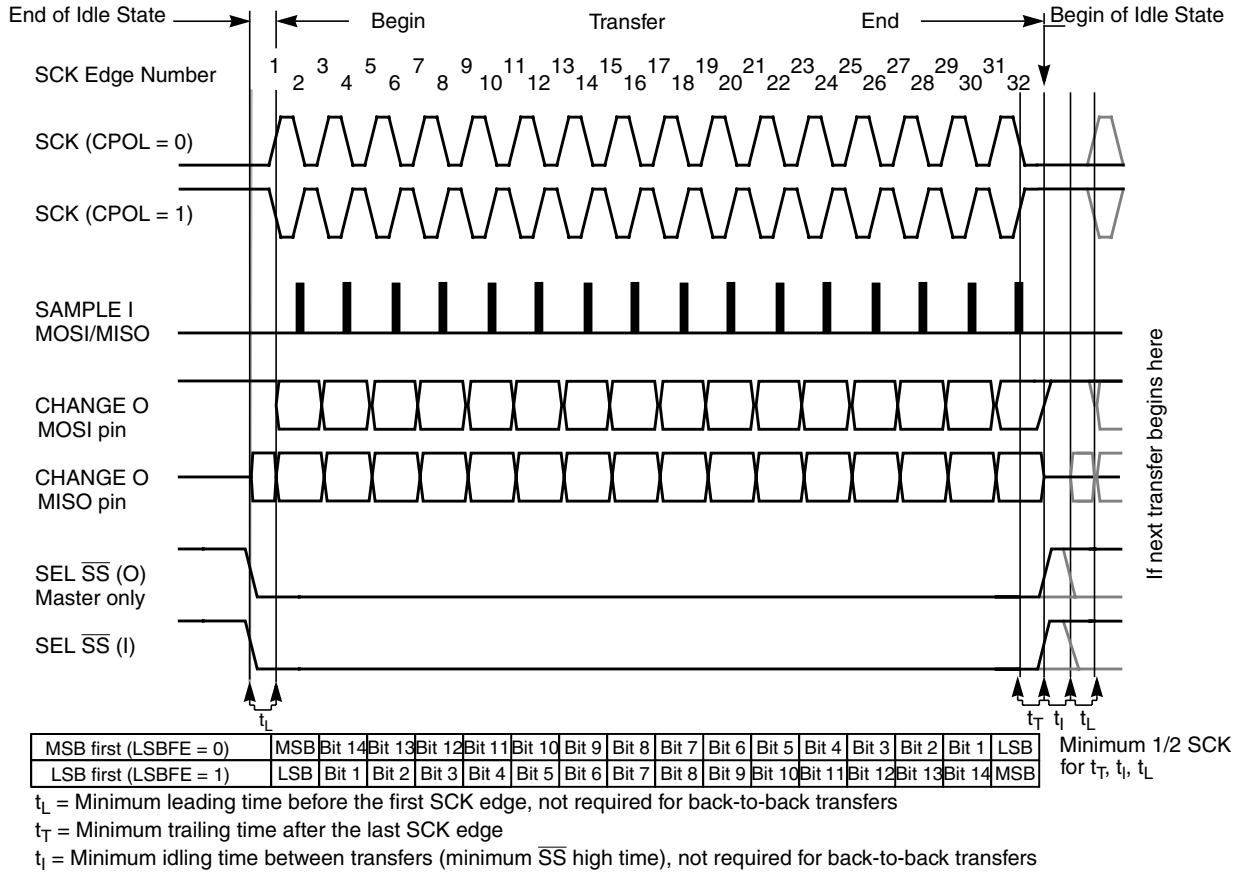 End of Idle State
Begin
Transfer
End
Begin of Idle State
SCK Edge Number
1 2 3 4 5 6 7 8 9 10 11 12 13 14 15 16 17 18 19 20 21 22 23 24 25 26 27 28 29 30 31 32
SCK (CPOL = 0)
SCK (CPOL = 1)
SAMPLE I
MOSI/MISO
CHANGE O
MOSI pin
CHANGE O
MISO pin
SEL S̅S̅ (O)
Master only
SEL S̅S̅ (I)
If next transfer begins here
tL
tT tI tL
MSB first (LSBFE = 0) MSB Bit 14 Bit 13 Bit 12 Bit 11 Bit 10 Bit 9 Bit 8 Bit 7 Bit 6 Bit 5 Bit 4 Bit 3 Bit 2 Bit 1 LSB
LSB first (LSBFE = 1) LSB Bit 1 Bit 2 Bit 3 Bit 4 Bit 5 Bit 6 Bit 7 Bit 8 Bit 9 Bit 10 Bit 11 Bit 12 Bit 13 Bit 14 MSB
Minimum 1/2 SCK
for tT, tI, tL
tL = Minimum leading time before the first SCK edge, not required for back-to-back transfers
tT = Minimum trailing time after the last SCK edge
tI = Minimum idling time between transfers (minimum S̅S̅ high time), not required for back-to-back transfers